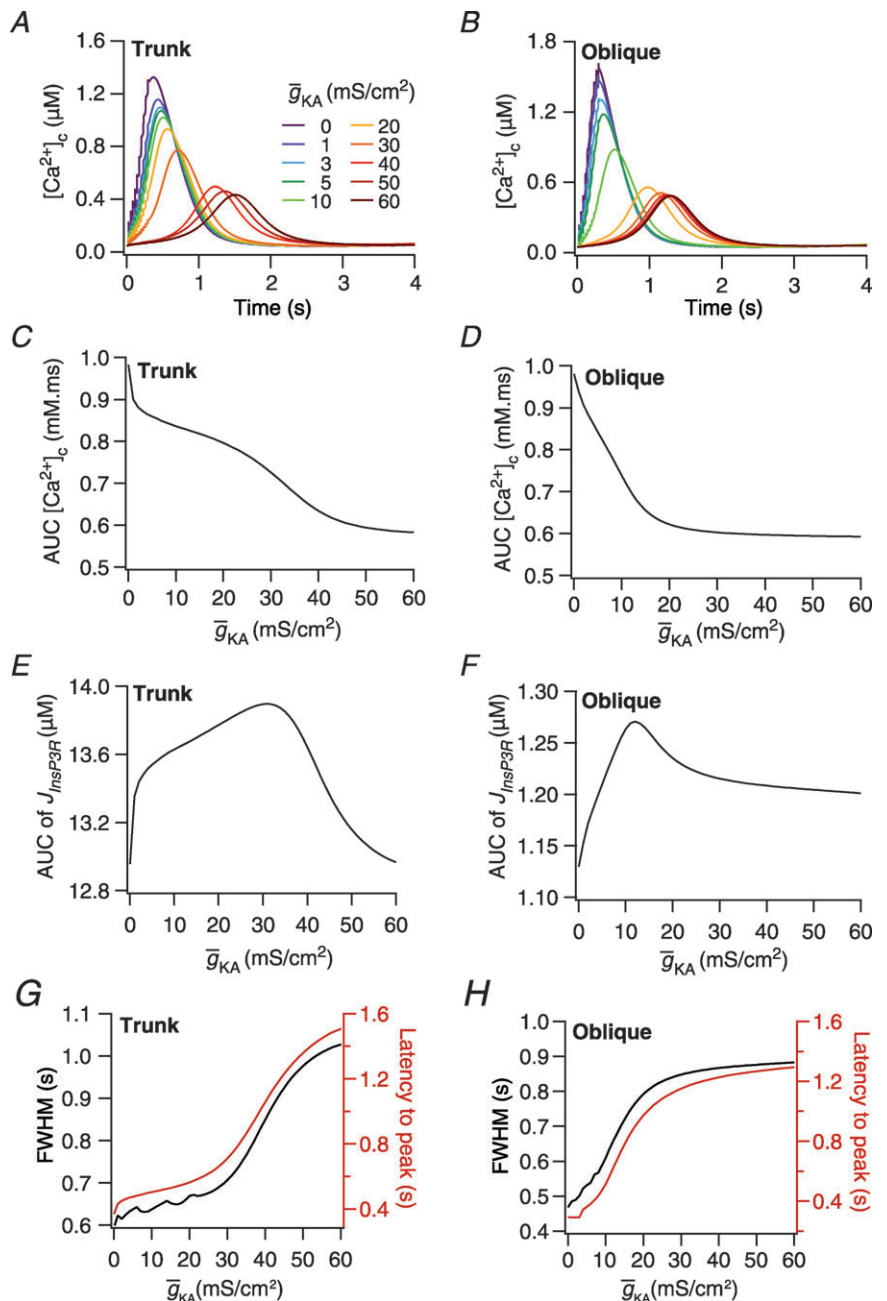 A
Trunk
[Ca²⁺]c (µM)
1.6
1.2
0.8
0.4
0.0
0 1 2 3 4
Time (s)
g̅KA (mS/cm²)
0 20
1 30
3 40
5 50
10 60
B
Oblique
[Ca²⁺]c (µM)
1.8
1.2
0.6
0.0
0 1 2 3 4
Time (s)
C
Trunk
AUC [Ca²⁺]c (mM.ms)
1.0
0.9
0.8
0.7
0.6
0.5
0 10 20 30 40 50 60
g̅KA (mS/cm²)
D
Oblique
AUC [Ca²⁺]c (mM.ms)
1.0
0.9
0.8
0.7
0.6
0.5
0 10 20 30 40 50 60
g̅KA (mS/cm²)
E
Trunk
AUC of JInsP3R (µM)
14.0
13.6
13.2
12.8
0 10 20 30 40 50 60
g̅KA (mS/cm²)
F
Oblique
AUC of JInsP3R (µM)
1.30
1.25
1.20
1.15
1.10
0 10 20 30 40 50 60
g̅KA (mS/cm²)
G
Trunk
FWHM (s)
1.1
1.0
0.9
0.8
0.7
0.6
Latency to peak (s)
1.6
1.2
0.8
0.4
0 10 20 30 40 50 60
g̅KA (mS/cm²)
H
Oblique
FWHM (s)
1.0
0.9
0.8
0.7
0.6
0.5
0.4
Latency to peak (s)
1.6
1.2
0.8
0.4
0 10 20 30 40 50 60
g̅KA (mS/cm²)